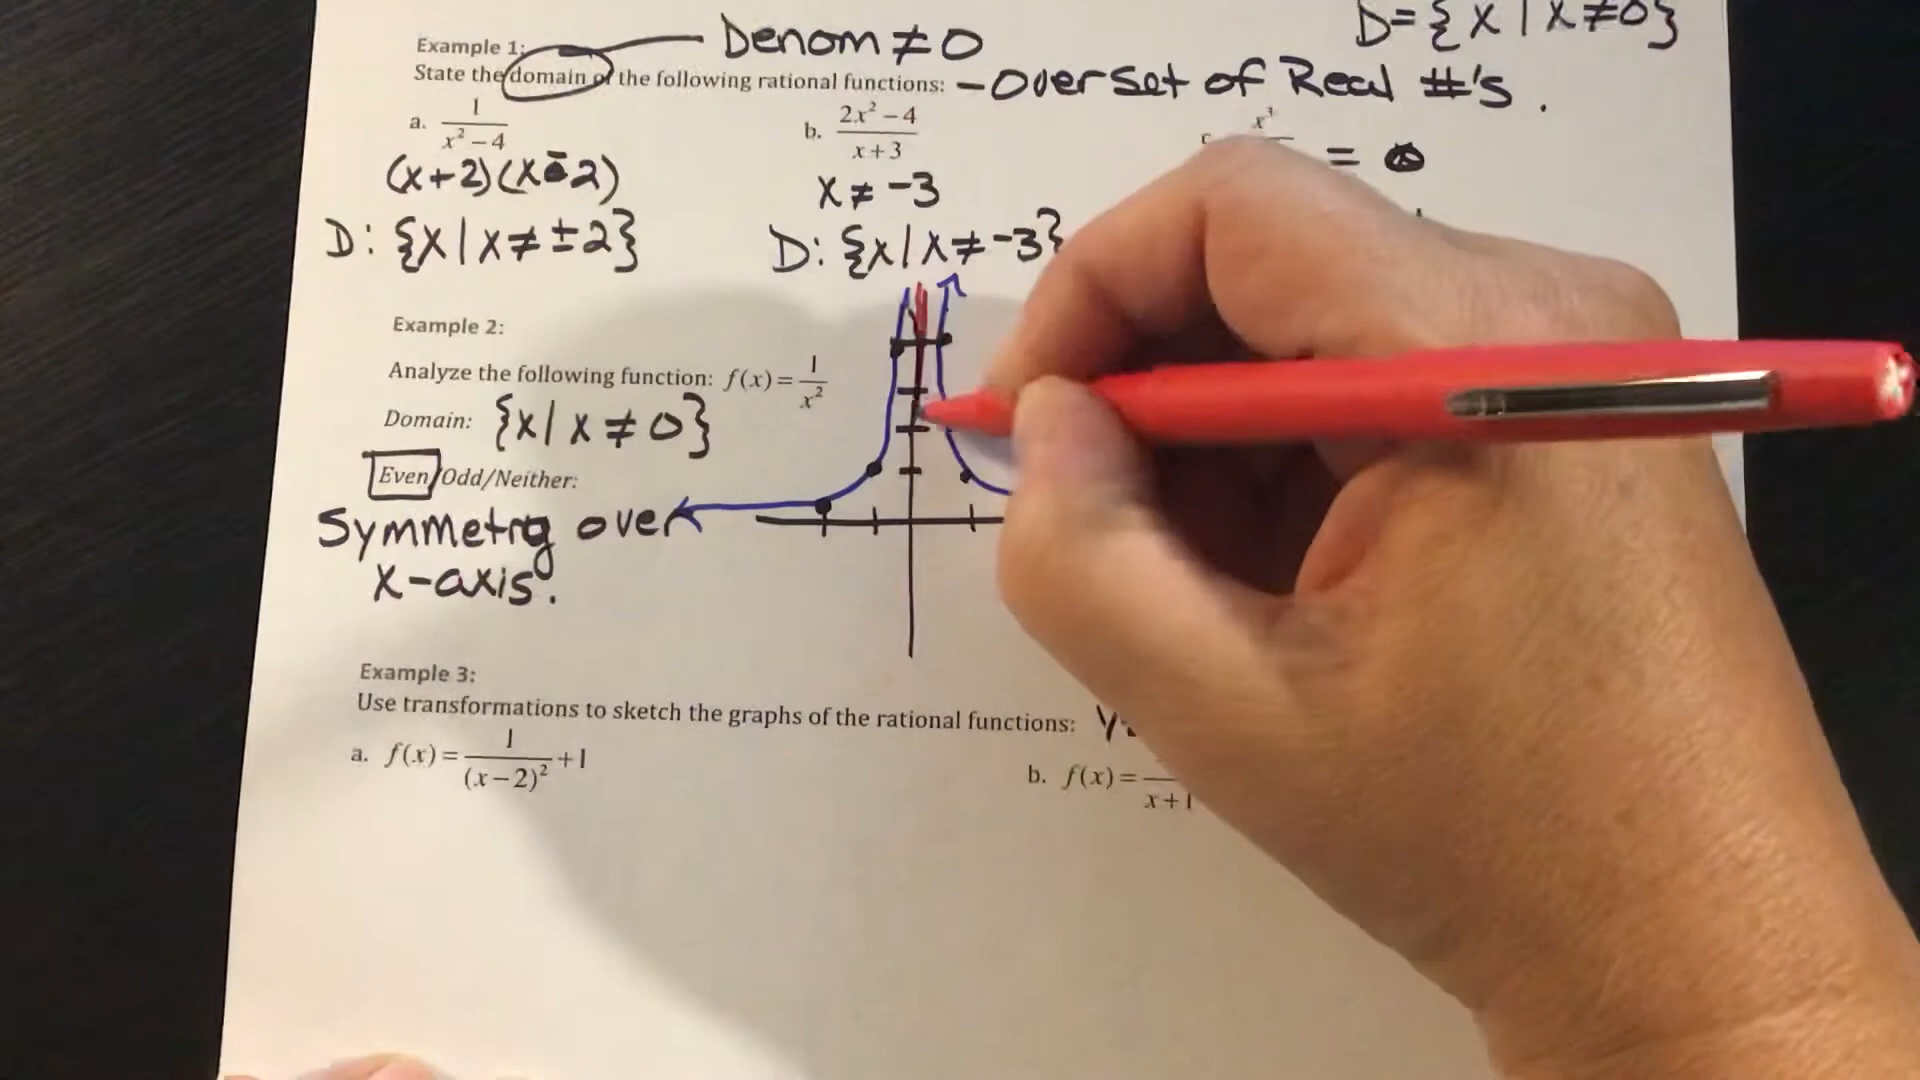 D={x | x≠0}
Example 1: Denom ≠ 0
State the domain of the following rational functions: – Over Set of Real #'s.
a. 1/(x² – 4)
b. (2x² – 4)/(x + 3)
x³ = 
(x+2)(x–2)
x ≠ -3
D: {x | x ≠ ±2}
D: {x | x ≠ -3}
Example 2:
Analyze the following function: f(x) = 1/x²
Domain: {x | x ≠ 0}
Even/Odd/Neither:
Symmetry over
x-axis.
Example 3:
Use transformations to sketch the graphs of the rational functions:
a. f(x) = 1/(x – 2)² + 1
b. f(x) = /x + 1